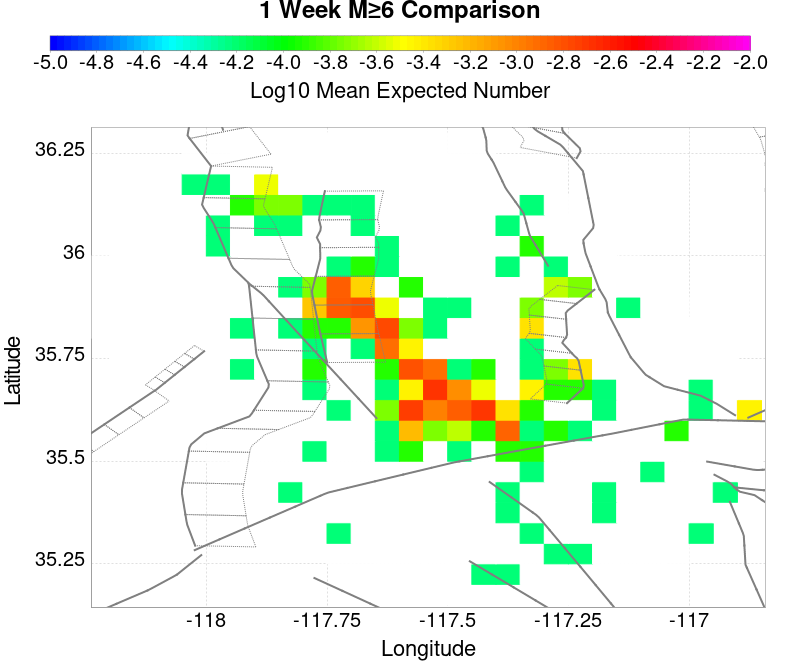 1 Week M≥6 Comparison
-5.0 -4.8 -4.6 -4.4 -4.2 -4.0 -3.8 -3.6 -3.4 -3.2 -3.0 -2.8 -2.6 -2.4 -2.2 -2.0
Log10 Mean Expected Number
36.25
36
35.75
35.5
35.25
Latitude
-118 -117.75 -117.5 -117.25 -117
Longitude